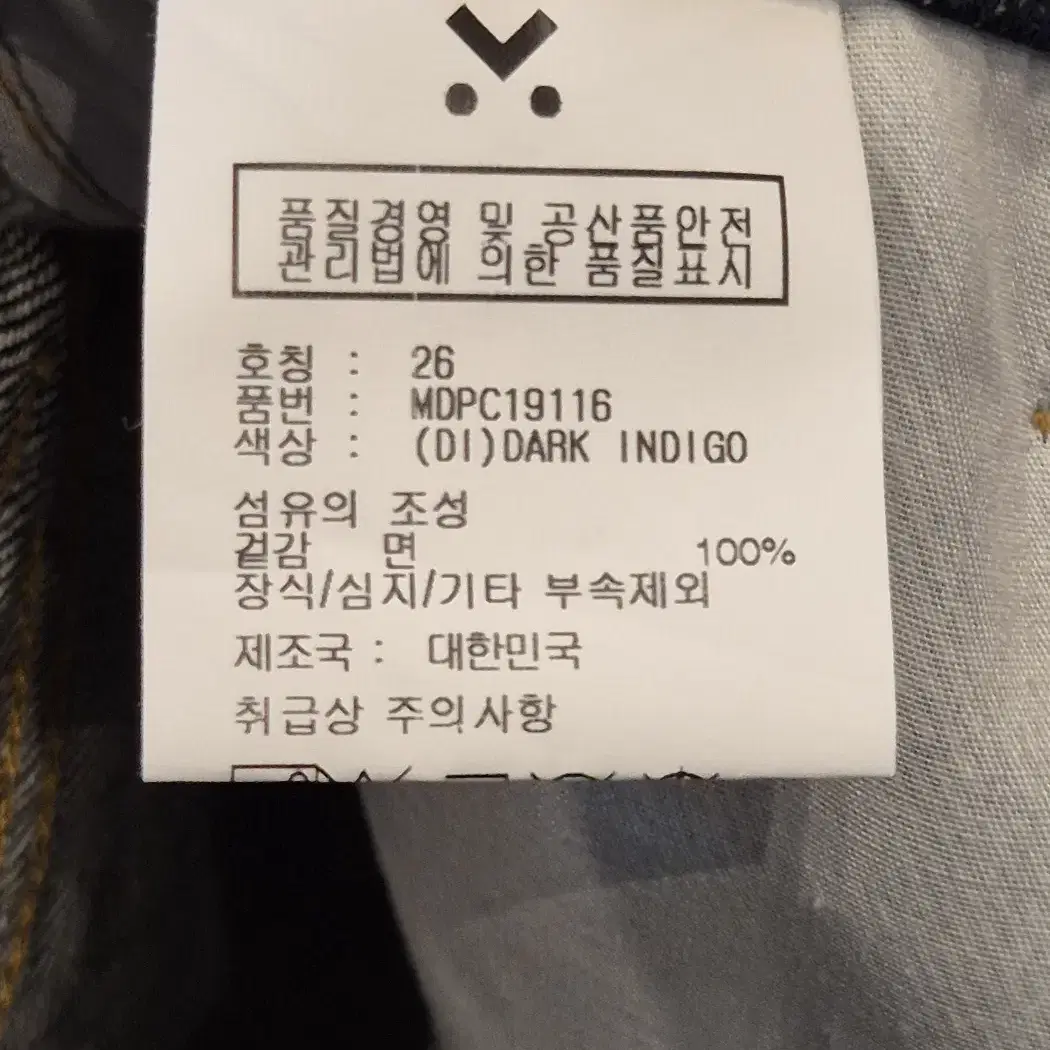 품질경영 및 공산품안전
관리법에 의한 품질표시
호칭 : 26
품번 : MDPC19116
색상 : (DI)DARK INDIGO
섬유의 조성
겉감 면 100%
장식/심지/기타 부속제외
제조국 : 대한민국
취급상 주의사항